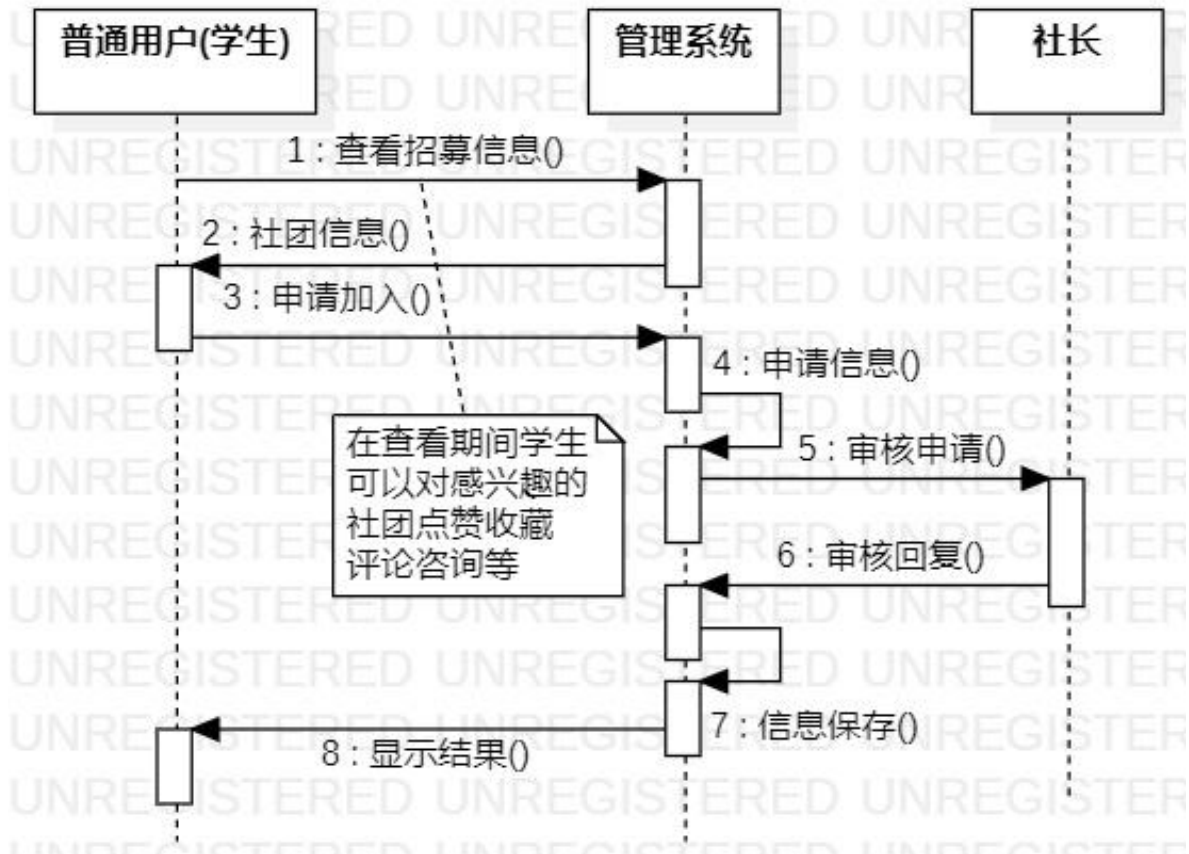 普通用户(学生)
管理系统
社长
1 : 查看招募信息()
2 : 社团信息()
3 : 申请加入()
4 : 申请信息()
在查看期间学生
可以对感兴趣的
社团点赞收藏
评论咨询等
5 : 审核申请()
6 : 审核回复()
7 : 信息保存()
8 : 显示结果()
UNREGISTERED